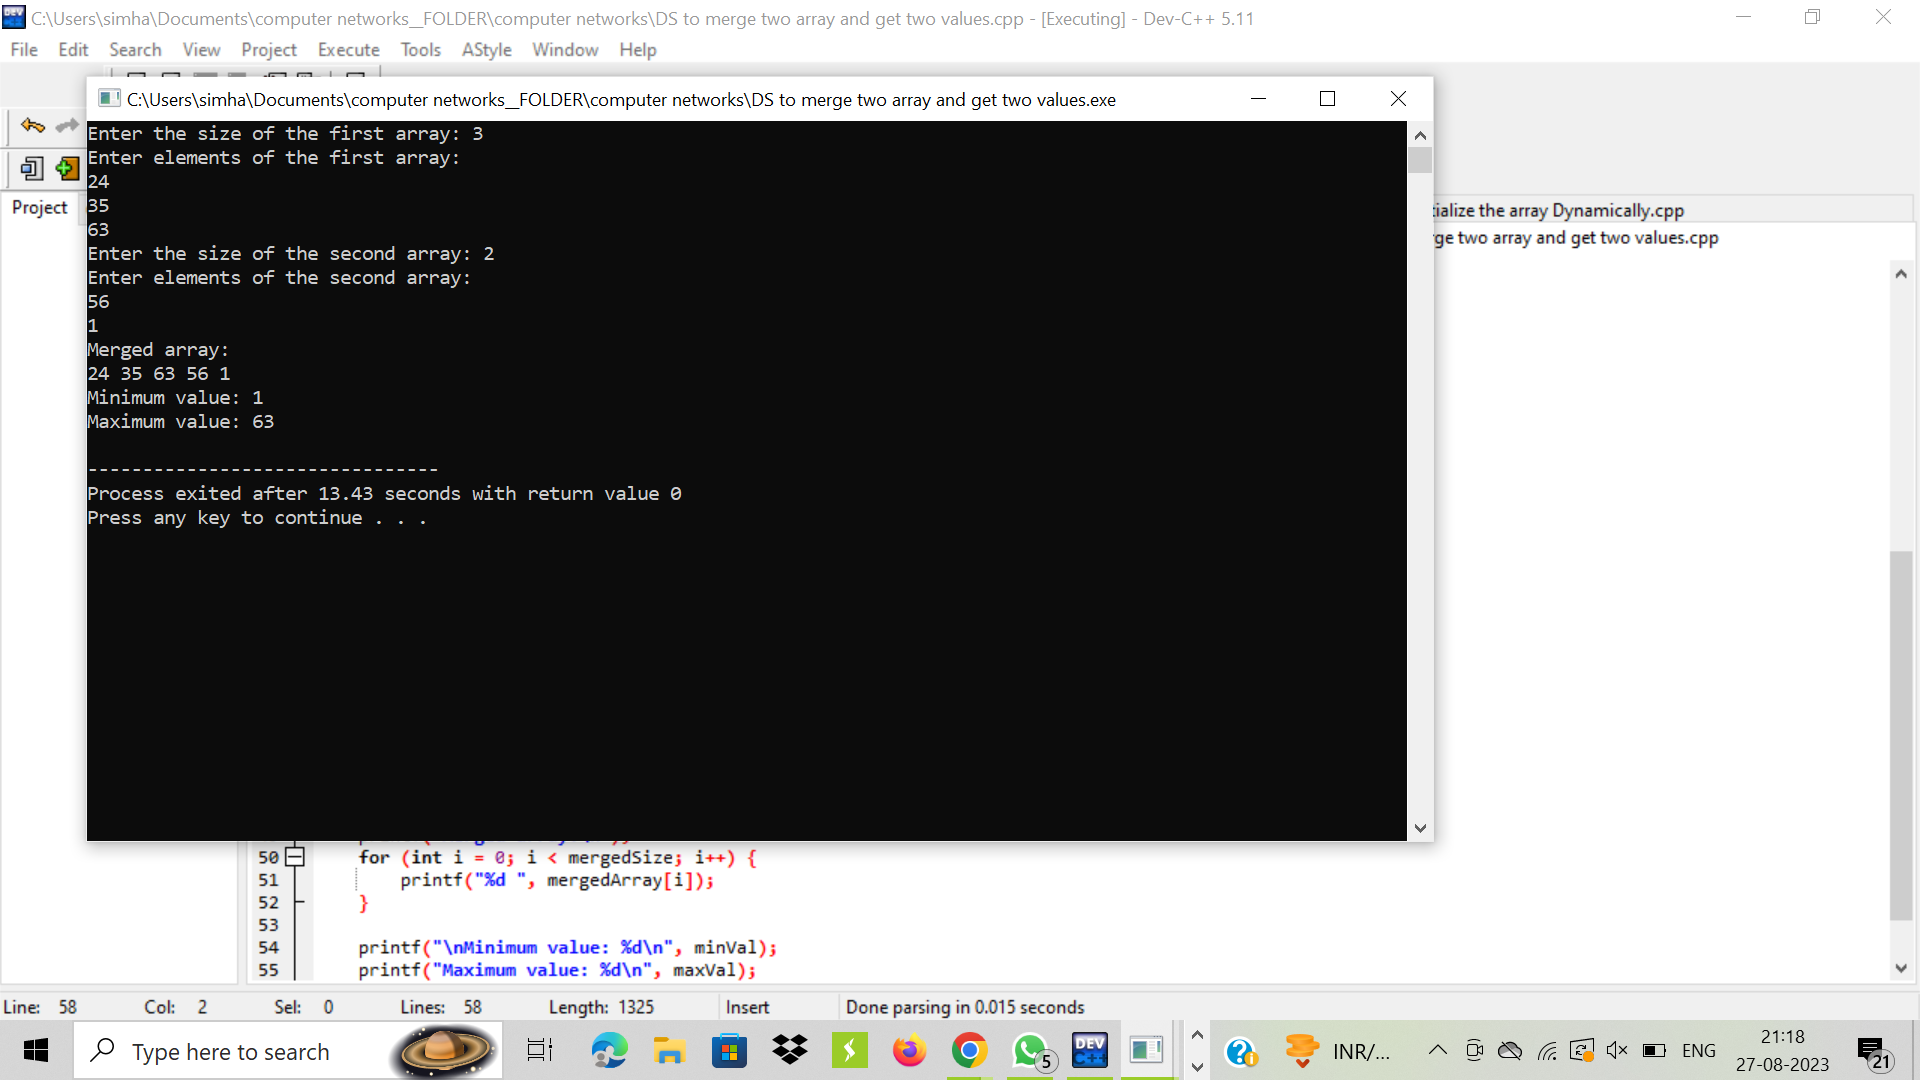 C:\Users\simha\Documents\computer networks_FOLDER\computer networks\DS to merge two array and get two values.cpp - [Executing] - Dev-C++ 5.11
File Edit Search View Project Execute Tools AStyle Window Help
C:\Users\simha\Documents\computer networks_FOLDER\computer networks\DS to merge two array and get two values.exe
Enter the size of the first array: 3
Enter elements of the first array:
24
35
63
Enter the size of the second array: 2
Enter elements of the second array:
56
1
Merged array:
24 35 63 56 1
Minimum value: 1
Maximum value: 63
--------------------------------
Process exited after 13.43 seconds with return value 0
Press any key to continue . . .
Project
tialize the array Dynamically.cpp
rge two array and get two values.cpp
50 for (int i = 0; i < mergedSize; i++) {
51 printf("%d ", mergedArray[i]);
52 }
53
54 printf("\nMinimum value: %d\n", minVal);
55 printf("Maximum value: %d\n", maxVal);
Line: 58 Col: 2 Sel: 0 Lines: 58 Length: 1325 Insert Done parsing in 0.015 seconds
Type here to search
5
DEV C++
INR/...
ENG
21:18
27-08-2023
21